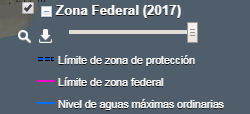 Zona Federal (2017)
Límite de zona de protección
Límite de zona federal
Nivel de aguas máximas ordinarias